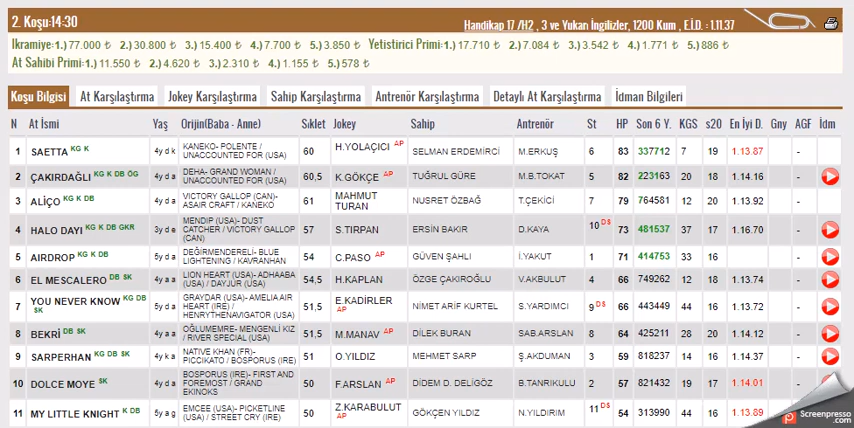 2. Koşu:14-30
Handikap 17 /H2 , 3 ve Yukarı İngilizler, 1200 Kum , E.İ.D. : 1.11.37
İkramiye:1.) 77.000 ₺ 2.) 30.800 ₺ 3.) 15.400 ₺ 4.) 7.700 ₺ 5.) 3.850 ₺ Yetistirici Primi:1.) 17.710 ₺ 2.) 7.084 ₺ 3.) 3.542 ₺ 4.) 1.771 ₺ 5.) 886 ₺
At Sahibi Primi:1.) 11.550 ₺ 2.) 4.620 ₺ 3.) 2.310 ₺ 4.) 1.155 ₺ 5.) 578 ₺
Koşu Bilgisi At Karşılaştırma Jokey Karşılaştırma Sahip Karşılaştırma Antrenör Karşılaştırma Detaylı At Karşılaştırma İdman Bilgileri
N At İsmi Yaş Orijin(Baba - Anne) Sıklet Jokey Sahip Antrenör St HP Son 6 Y. KGS s20 En İyi D. Gny AGF İdm
1 SAETTA KG K 4y d k KANEKO- POLENTE / UNACCOUNTED FOR (USA) 60 H.YOLAÇICI AP SELMAN ERDEMİRCİ M.ERKUŞ 6 83 337712 7 19 1.13.87 -
2 ÇAKIRDAĞLI K DB ÖG 4y d k DEHA- GRAND WOMAN / UNACCOUNTED FOR (USA) 60,5 K.GÖKÇE AP TUĞRUL GÜRE M.B.TOKAT 5 82 223163 20 18 1.14.16 -
3 ALİÇO KG K DB 4y d a VICTORY GALLOP (CAN)- ASAIR CRAFT / KANEKO 61 MAHMUT TURAN NUSRET ÖZBAĞ T.ÇEKİCİ 7 79 764581 12 20 1.13.92 -
4 HALO DAYI KG K DB GKR 3y d e MENDIP (USA)- DUST CATCHER / VICTORY GALLOP (CAN) 57 S.TIRPAN ERSİN BAKIR D.KAYA 10 DS 73 481537 37 17 1.16.70 -
5 AIRDROP KG K DB 5y d a DEĞİRMENDERELİ- BLUE LIGHTENING / KAVRANHAN 54 C.PASO AP GÜVEN ŞAHLI İ.YAKUT 1 71 414753 33 16 -
6 EL MESCALERO DB SK 4y a a LION HEART (USA)- ADHAABA (USA) / DAYJUR (USA) 54,5 H.KAPLAN ÖZGE ÇAKIROĞLU V.AKBULUT 4 66 749262 12 18 1.13.74 -
7 YOU NEVER KNOW KG DB SK 5y d a GRAYDAR (USA)- AMELIA AIR HEART (IRE) / HENRYTHENAVIGATOR (USA) 51,5 E.KADİRLER AP NİMET ARİF KURTEL S.YARDIMCI 9 DS 66 443449 44 16 1.13.72 -
8 BEKRİ DB SK 4y k a OĞLUMEMRE- MENGENLİ KIZ / RIVER SPECIAL (USA) 51,5 M.MANAV AP DİLEK BURAN SAB.ARSLAN 8 64 425211 28 20 1.14.12 -
9 SARPERHAN KG DB SK 4y k a NATIVE KHAN (FR)- PICCIKATO / BOSPORUS (IRE) 51 O.YILDIZ MEHMET SARP Ş.AKDUMAN 3 59 818237 14 16 1.14.37 -
10 DOLCE MOYE SK 4y d a BOSPORUS (IRE)- FIRST AND FOREMOST / GRAND EKINOKS 50 F.ARSLAN AP DIDEM D. DELİGÖZ B.TANRIKULU 2 57 821432 19 17 1.14.01 -
11 MY LITTLE KNIGHT K DB 5y a g EMCEE (USA)- PICKETLINE (USA) / STREET CRY (IRE) 50 Z.KARABULUT AP GÖKÇEN YILDIZ N.YILDIRIM 11 DS 54 313990 44 16 1.13.89 -
Screenpresso.com